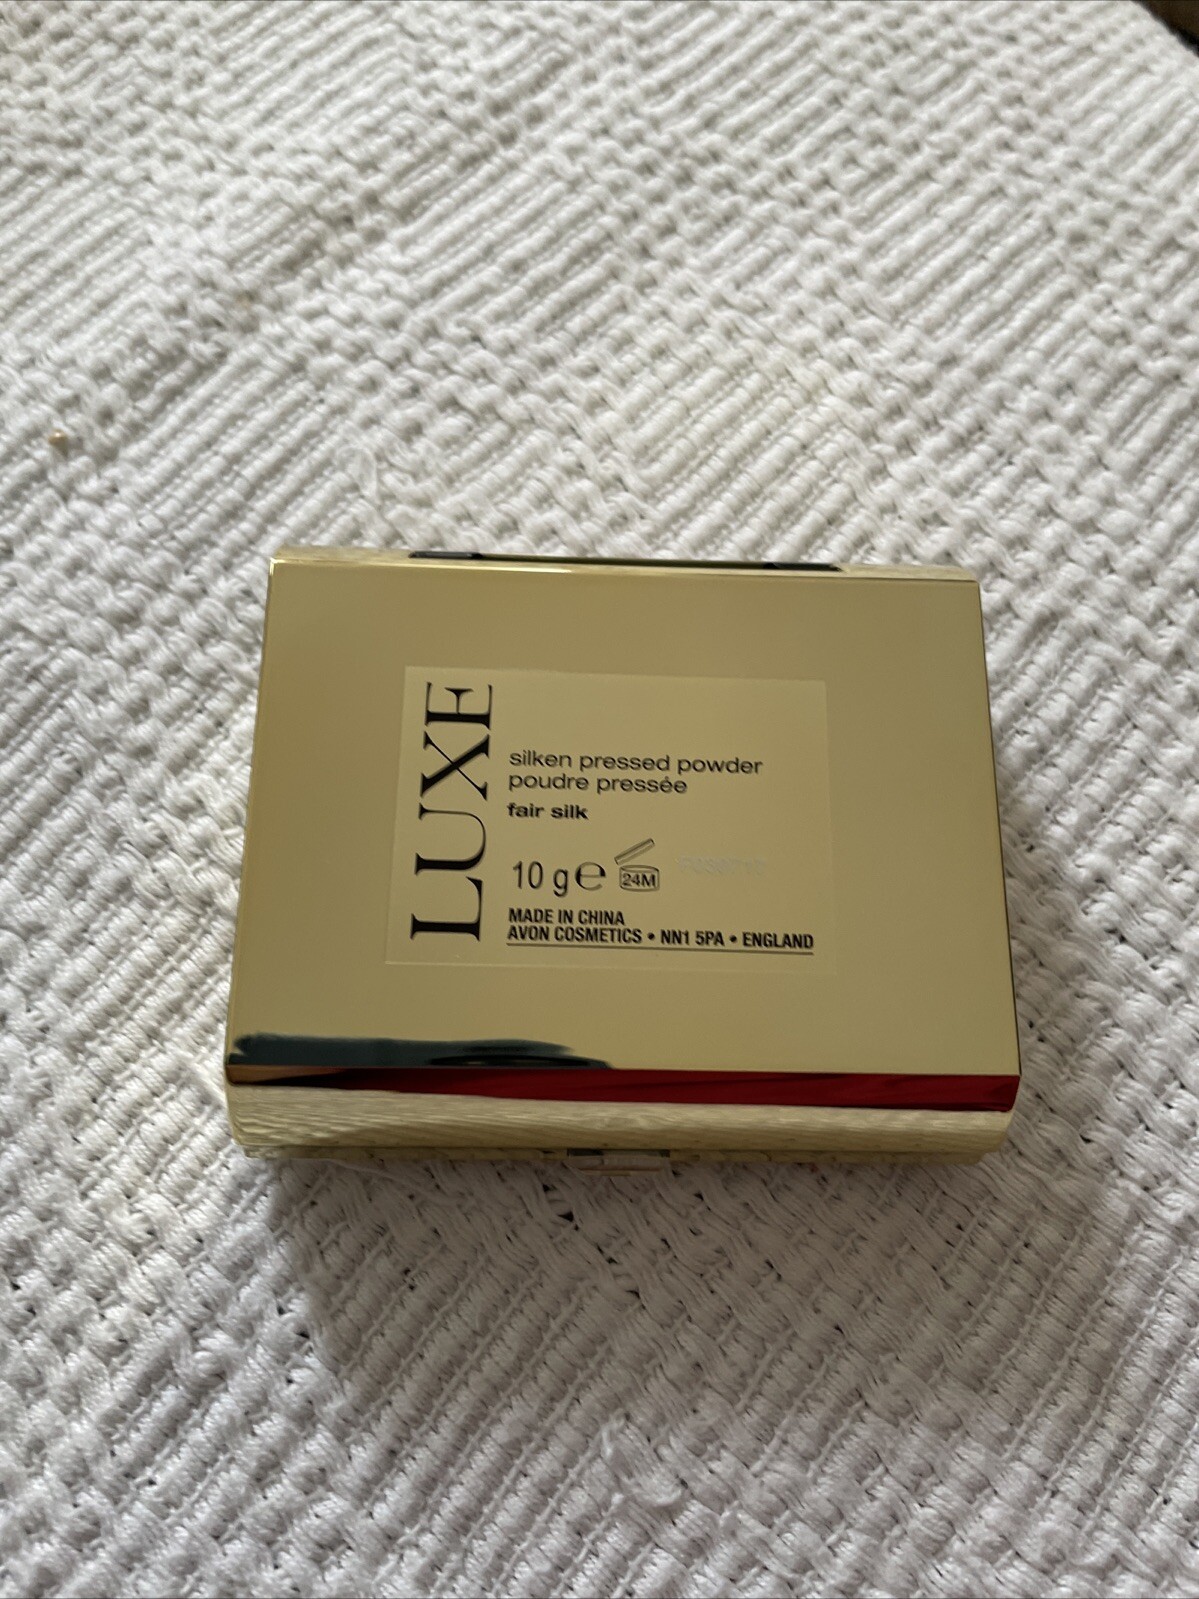 LUXE
silken pressed powder
poudre pressée
fair silk
10 g ℮ 24M
MADE IN CHINA
AVON COSMETICS • NN1 5PA • ENGLAND